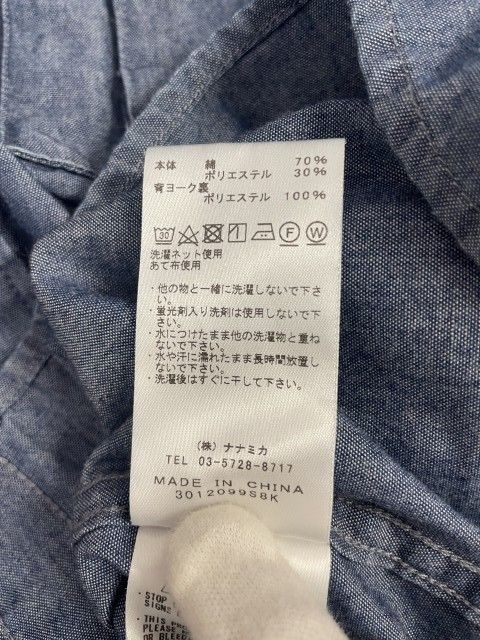 本体 綿 70%
ポリエステル 30%
背ヨーク裏
ポリエステル 100%
30 F W
洗濯ネット使用
あて布使用
・他の物と一緒に洗濯しないで下さ
い。
・蛍光剤入り洗剤は使用しないで下
さい。
・水につけたまま他の洗濯物と重ね
ないで下さい。
・水や汗に濡れたまま長時間放置し
ないで下さい。
・洗濯後はすぐに干して下さい。
(株) ナナミカ
TEL 03-5728-8717
MADE IN CHINA
3012099SBK
・STOP
SIGNS
・THIS PRO
OR BLEE